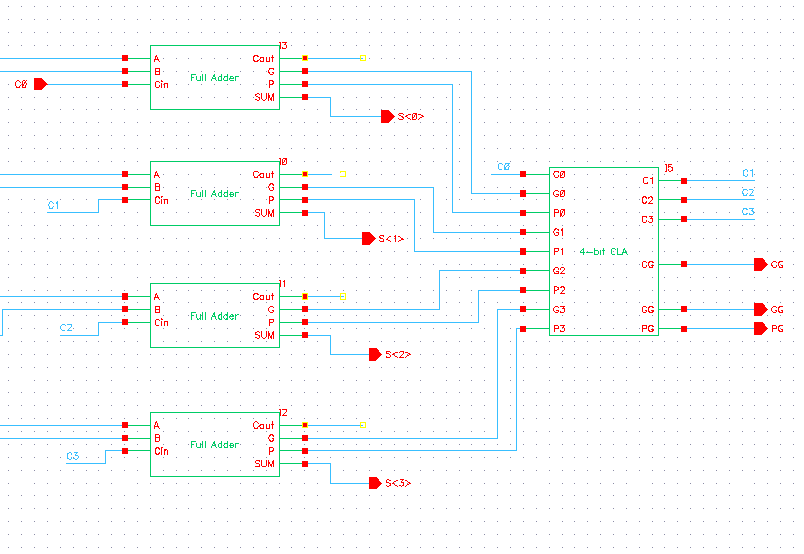 I3
A Cout
B Full Adder G
C0 Cin P
SUM
S<0>
I0
A Cout
B Full Adder G
Cin P
C1 SUM
S<1>
I1
A Cout
B Full Adder G
Cin P
C2 SUM
S<2>
I2
A Cout
B Full Adder G
Cin P
C3 SUM
S<3>
I5
C0 C0 C1 C1
G0 C2 C2
P0 C3 C3
G1
P1 4-bit CLA
G2 CG CG
P2
G3 GG GG
P3 PG PG